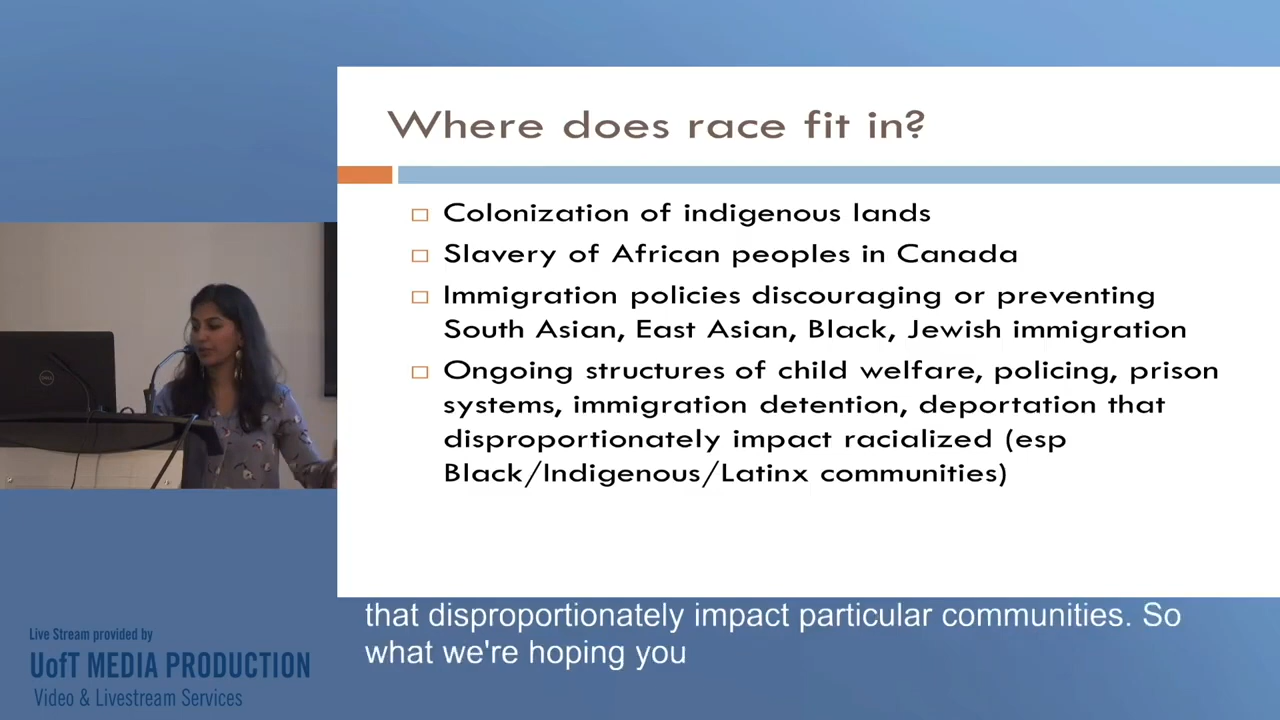 Where does race fit in?
Colonization of indigenous lands
Slavery of African peoples in Canada
Immigration policies discouraging or preventing
South Asian, East Asian, Black, Jewish immigration
Ongoing structures of child welfare, policing, prison
systems, immigration detention, deportation that
disproportionately impact racialized (esp
Black/Indigenous/Latinx communities)
that disproportionately impact particular communities. So
what we're hoping you
Live Stream provided by
UofT MEDIA PRODUCTION
Video & Livestream Services
DELL